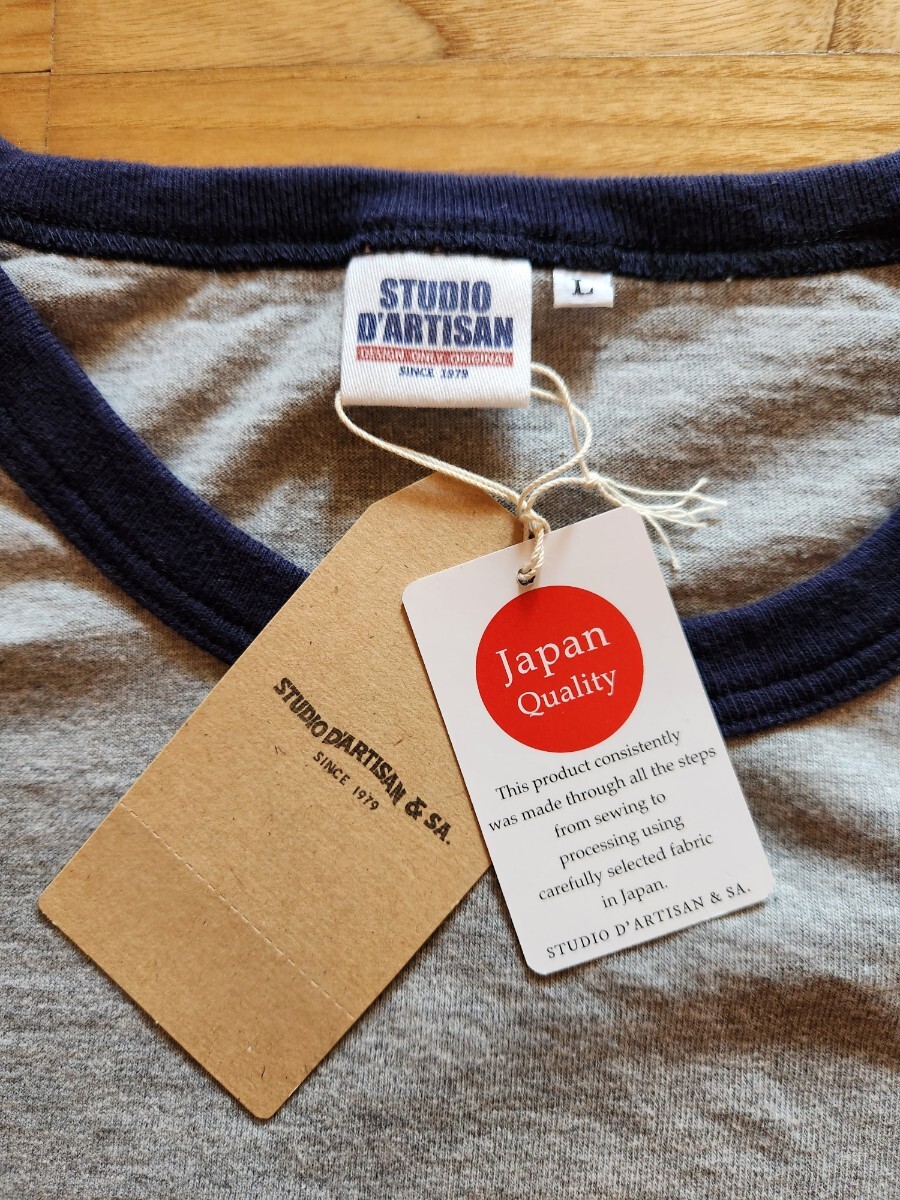 STUDIO
D'ARTISAN
DESIGN ONLY ORIGINAL
SINCE 1979
L
STUDIO D'ARTISAN & SA.
SINCE 1979
Japan
Quality
This product consistently
was made through all the steps
from sewing to
processing using
carefully selected fabric
in Japan.
STUDIO D'ARTISAN & SA.